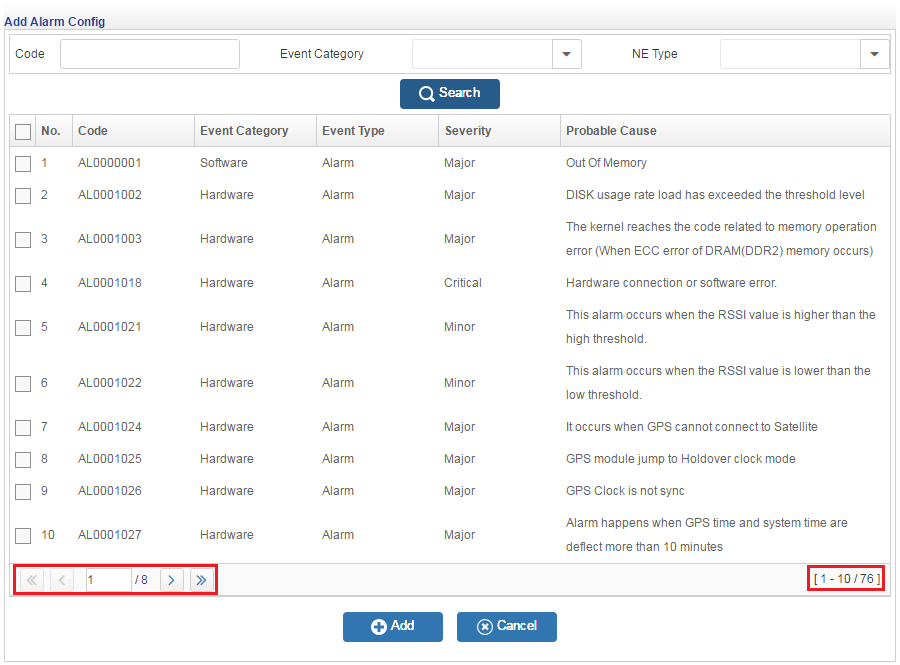 Add Alarm Config
Code Event Category NE Type
Search
No. Code Event Category Event Type Severity Probable Cause
1 AL0000001 Software Alarm Major Out Of Memory
2 AL0001002 Hardware Alarm Major DISK usage rate load has exceeded the threshold level
3 AL0001003 Hardware Alarm Major The kernel reaches the code related to memory operation
error (When ECC error of DRAM(DDR2) memory occurs)
4 AL0001018 Hardware Alarm Critical Hardware connection or software error.
5 AL0001021 Hardware Alarm Minor This alarm occurs when the RSSI value is higher than the
high threshold.
6 AL0001022 Hardware Alarm Minor This alarm occurs when the RSSI value is lower than the
low threshold.
7 AL0001024 Hardware Alarm Major It occurs when GPS cannot connect to Satellite
8 AL0001025 Hardware Alarm Major GPS module jump to Holdover clock mode
9 AL0001026 Hardware Alarm Major GPS Clock is not sync
10 AL0001027 Hardware Alarm Major Alarm happens when GPS time and system time are
deflect more than 10 minutes
1 / 8 [ 1 - 10 / 76 ]
Add Cancel